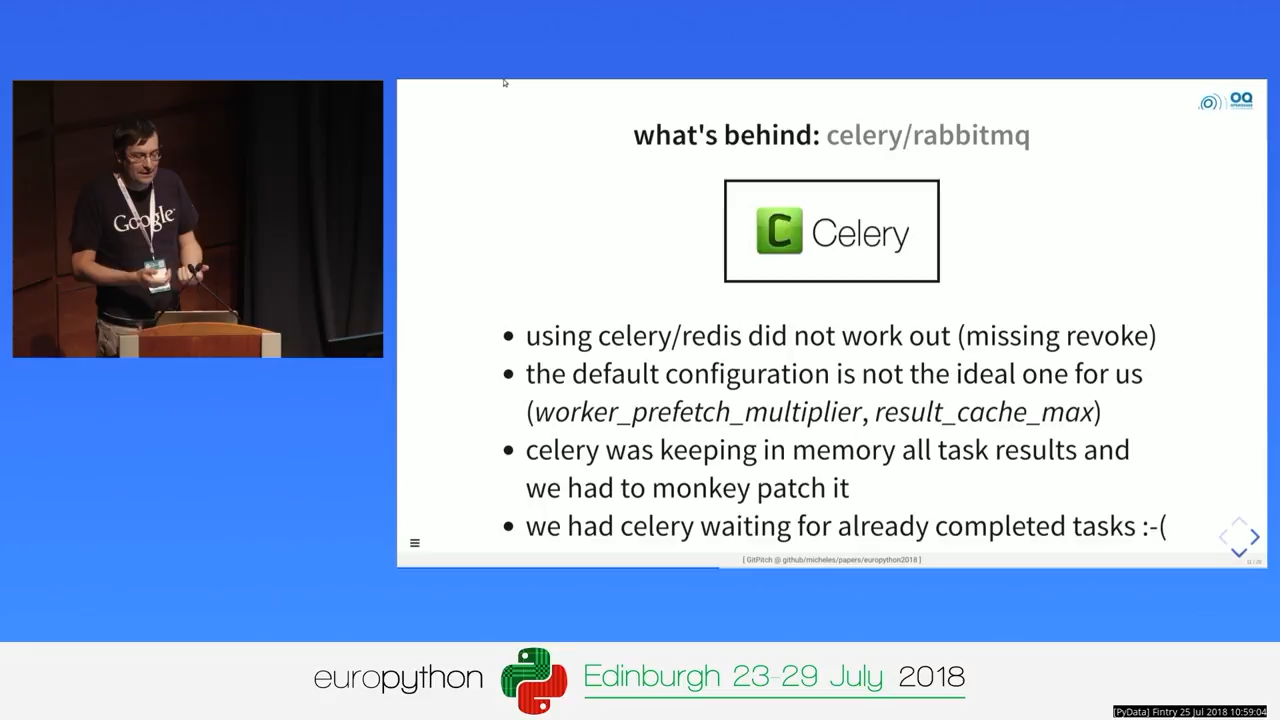 Google
OQ
what's behind: celery/rabbitmq
C Celery
• using celery/redis did not work out (missing revoke)
• the default configuration is not the ideal one for us
(worker_prefetch_multiplier, result_cache_max)
• celery was keeping in memory all task results and
we had to monkey patch it
• we had celery waiting for already completed tasks :-(
[ GitPitch @ github/micheles/papers/europython2018 ]
europython
Edinburgh 23-29 July 2018
[PyData] Fintry 25 Jul 2018 10:59:04